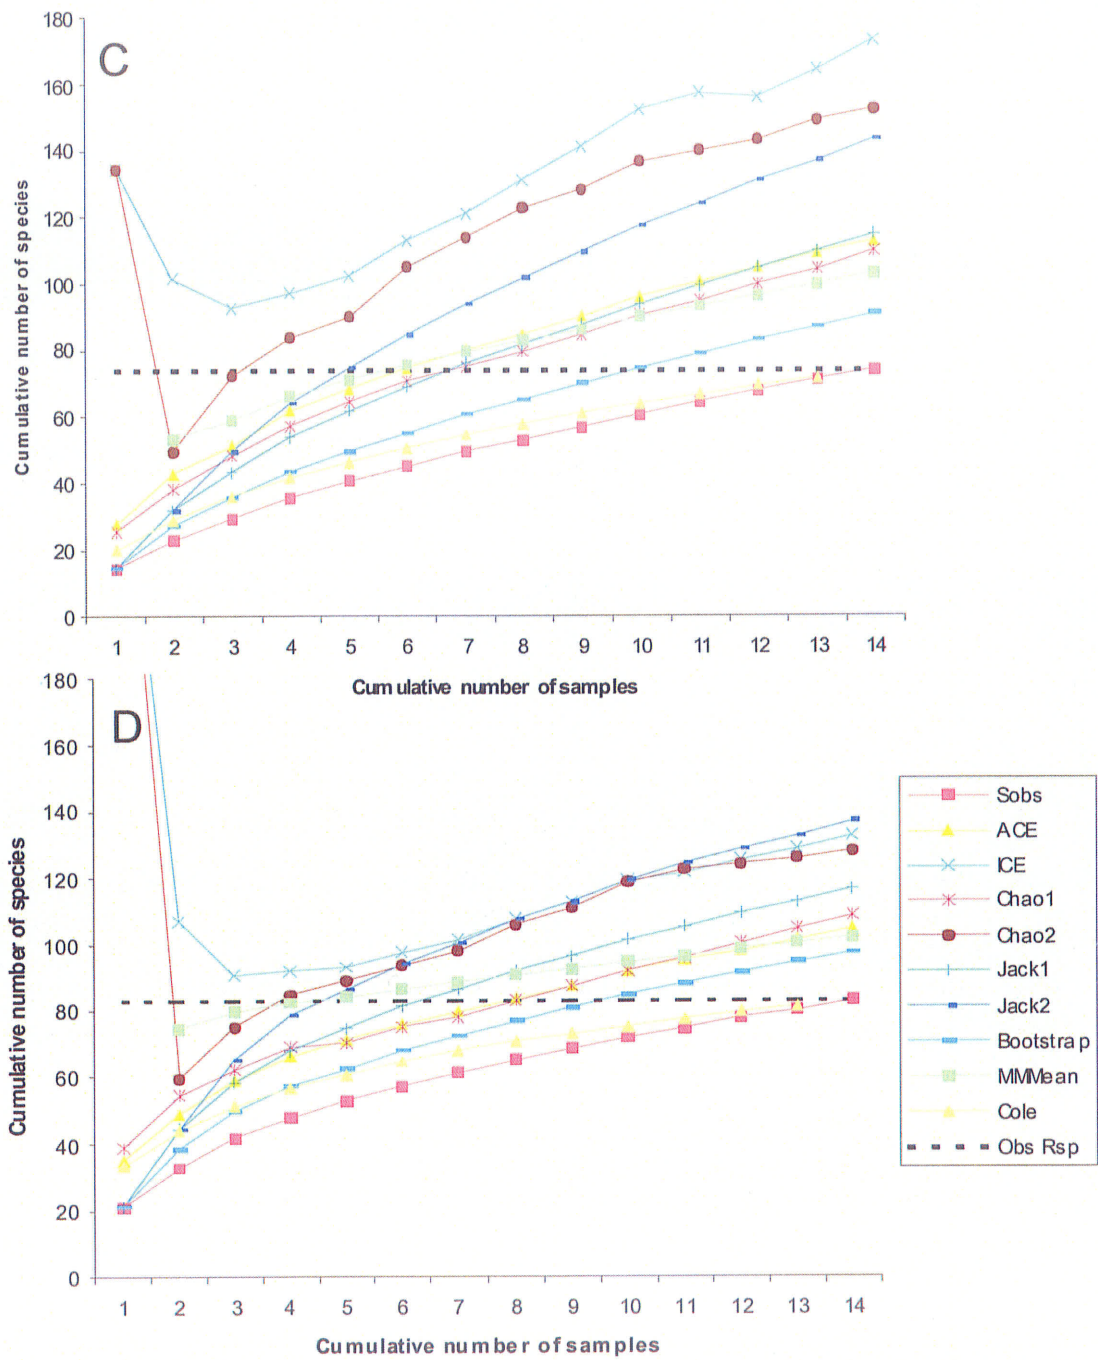 C
Cumulative number of species
180
160
140
120
100
80
60
40
20
0
1 2 3 4 5 6 7 8 9 10 11 12 13 14
Cumulative number of samples
D
Cumulative number of species
180
160
140
120
100
80
60
40
20
0
1 2 3 4 5 6 7 8 9 10 11 12 13 14
Cumulative number of samples
Sobs
ACE
ICE
Chao1
Chao2
Jack1
Jack2
Bootstrap
MMMean
Cole
Obs Rsp